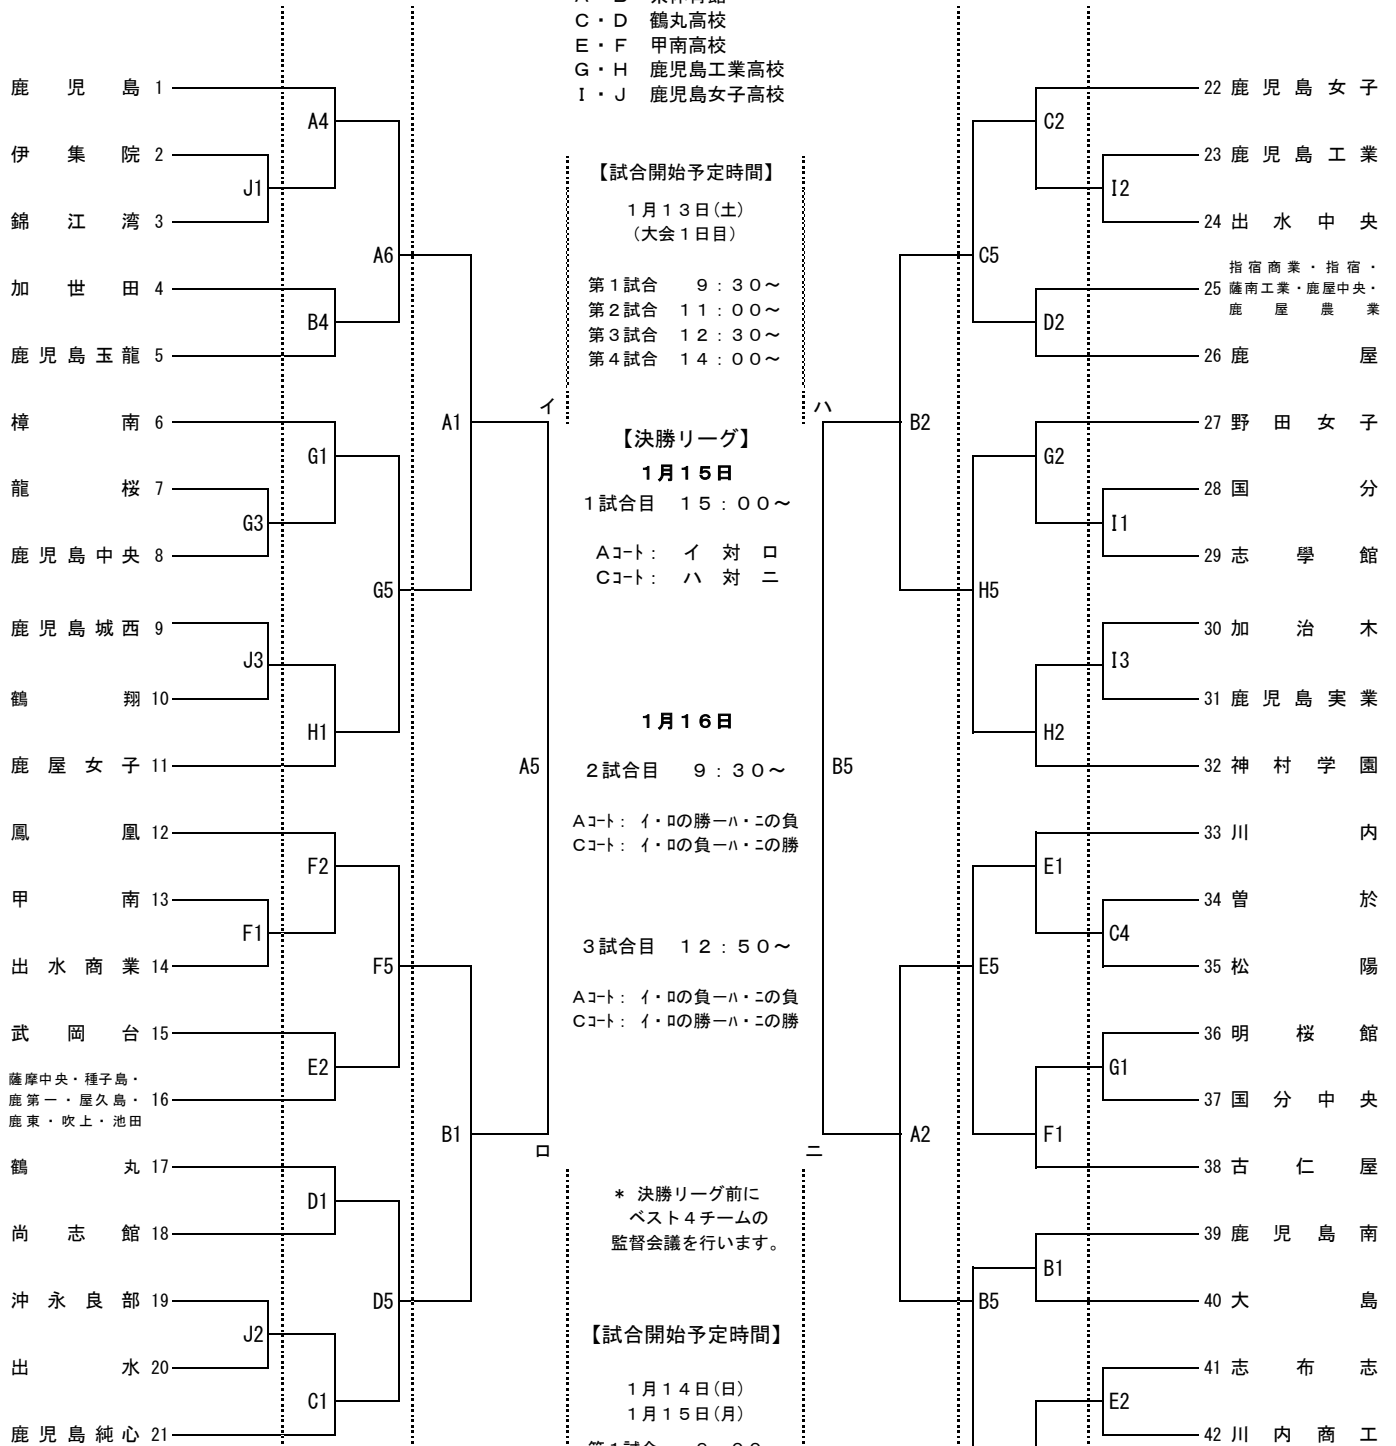 C・D 鶴丸高校
E・F 甲南高校
G・H 鹿児島工業高校
I・J 鹿児島女子高校
鹿児島 1
伊集院 2
錦江湾 3
加世田 4
鹿児島玉龍 5
樟南 6
龍桜 7
鹿児島中央 8
鹿児島城西 9
鶴翔 10
鹿屋女子 11
鳳凰 12
甲南 13
出水商業 14
武岡台 15
薩摩中央・種子島・
鹿第一・屋久島・ 16
鹿東・吹上・池田
鶴丸 17
尚志館 18
沖永良部 19
出水 20
鹿児島純心 21
J1
G3
J3
F1
J2
A4
B4
G1
H1
F2
E2
D1
C1
A6
G5
F5
D5
A1
B1
A5
イ
ロ
【試合開始予定時間】
1月13日(土)
(大会1日目)
第1試合 9:30~
第2試合 11:00~
第3試合 12:30~
第4試合 14:00~
【決勝リーグ】
1月15日
1試合目 15:00~
Aコート: イ 対 ロ
Cコート: ハ 対 ニ
1月16日
2試合目 9:30~
Aコート: イ・ロの勝ーハ・ニの負
Cコート: イ・ロの負ーハ・ニの勝
3試合目 12:50~
Aコート: イ・ロの負ーハ・ニの負
Cコート: イ・ロの勝ーハ・ニの勝
* 決勝リーグ前に
ベスト4チームの
監督会議を行います。
【試合開始予定時間】
1月14日(日)
1月15日(月)
ハ
ニ
B5
B2
A2
C5
H5
E5
B5
C2
D2
G2
H2
E1
F1
B1
I2
I1
I3
C4
G1
E2
22 鹿児島女子
23 鹿児島工業
24 出水中央
指宿商業・指宿・
25 薩南工業・鹿屋中央・
鹿屋農業
26 鹿屋
27 野田女子
28 国分
29 志學館
30 加治木
31 鹿児島実業
32 神村学園
33 川内
34 曽於
35 松陽
36 明桜館
37 国分中央
38 古仁屋
39 鹿児島南
40 大島
41 志布志
42 川内商工